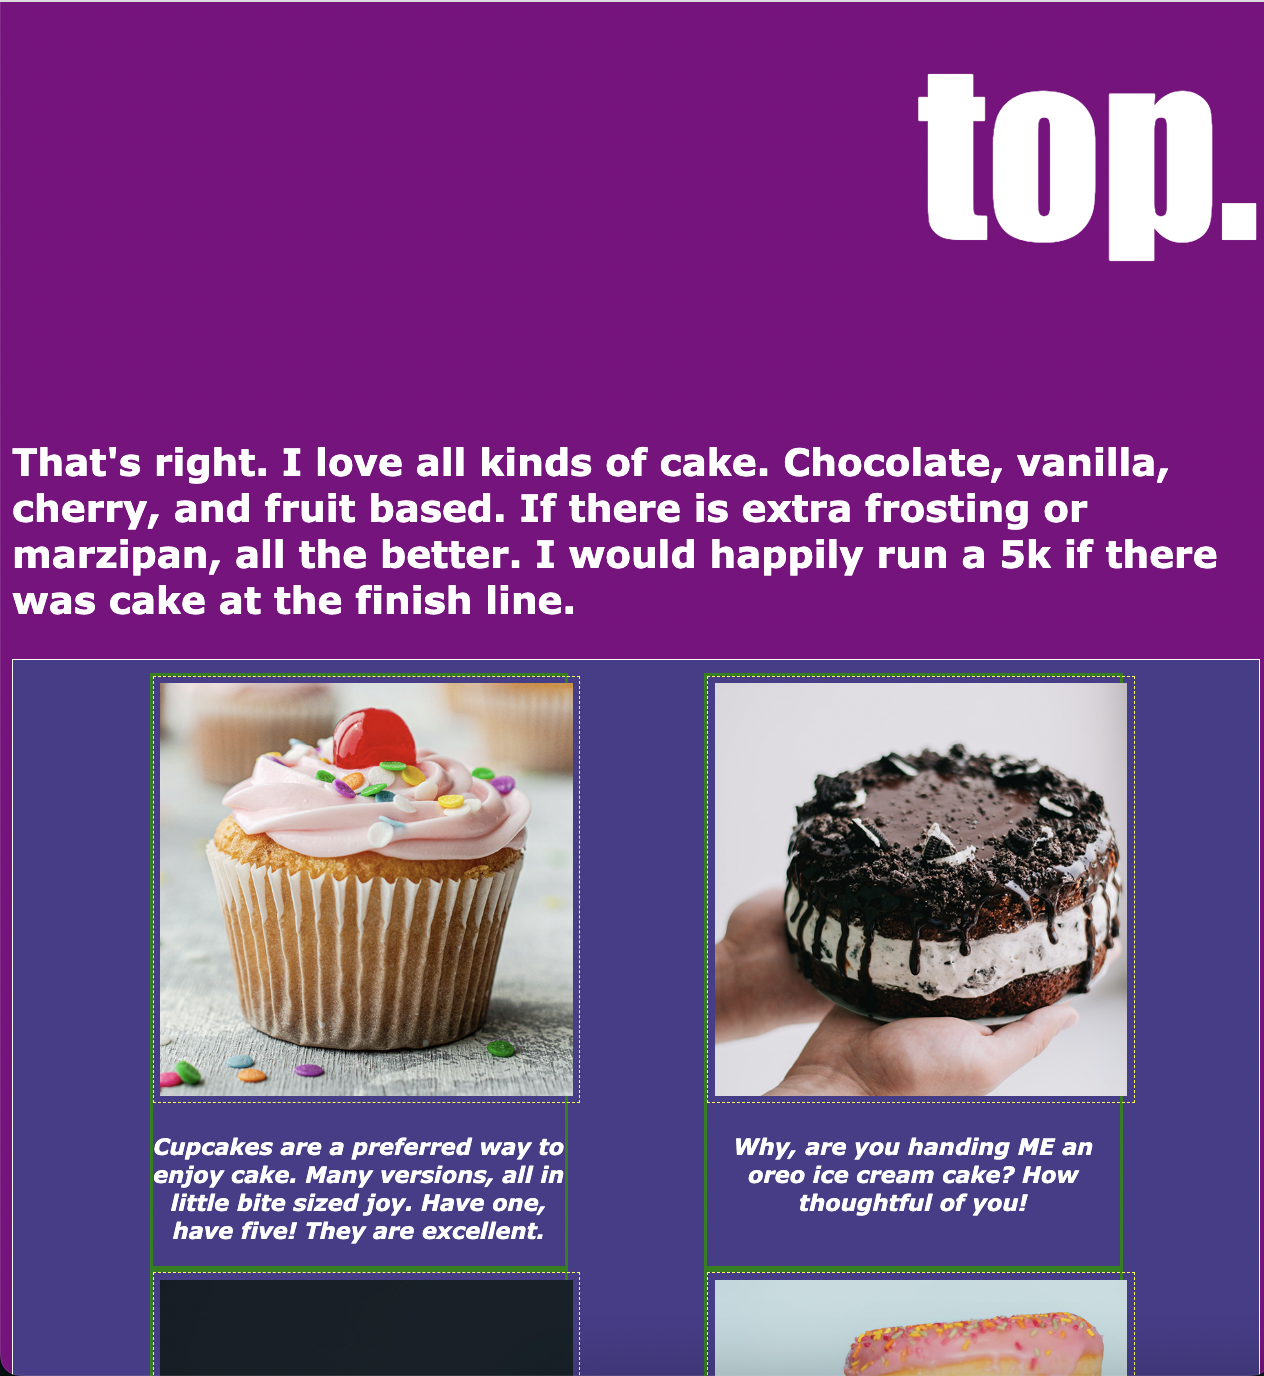 top.
That's right. I love all kinds of cake. Chocolate, vanilla,
cherry, and fruit based. If there is extra frosting or
marzipan, all the better. I would happily run a 5k if there
was cake at the finish line.
Cupcakes are a preferred way to
enjoy cake. Many versions, all in
little bite sized joy. Have one,
have five! They are excellent.
Why, are you handing ME an
oreo ice cream cake? How
thoughtful of you!